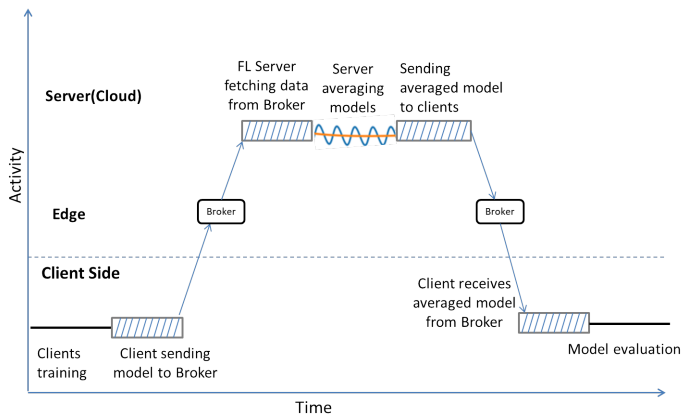 FL Server
fetching data
from Broker
Server
averaging
models
Sending
averaged model
to clients
Server(Cloud)
Activity
Edge
Broker
Broker
Client Side
Client receives
averaged model
from Broker
Clients
training
Client sending
model to Broker
Model evaluation
Time